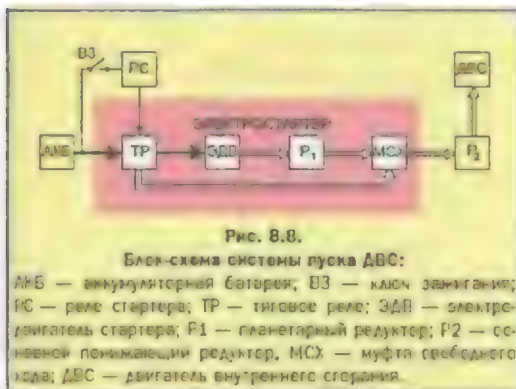 ВЗ
РС
ДВС
ЭЛЕКТРОСТАРТЕР
АКБ ТР ЭДВ Р₁ МСХ Р₂
Рис. 8.8.
Блок-схема системы пуска ДВС:
АКБ — аккумуляторная батарея; ВЗ — ключ зажигания;
РС — реле стартера; ТР — тяговое реле; ЭДВ — электро-
двигатель стартера; Р1 — планетарный редуктор; Р2 — ос-
новной понижающий редуктор, МСХ — муфта свободного
хода; ДВС — двигатель внутреннего сгорания.